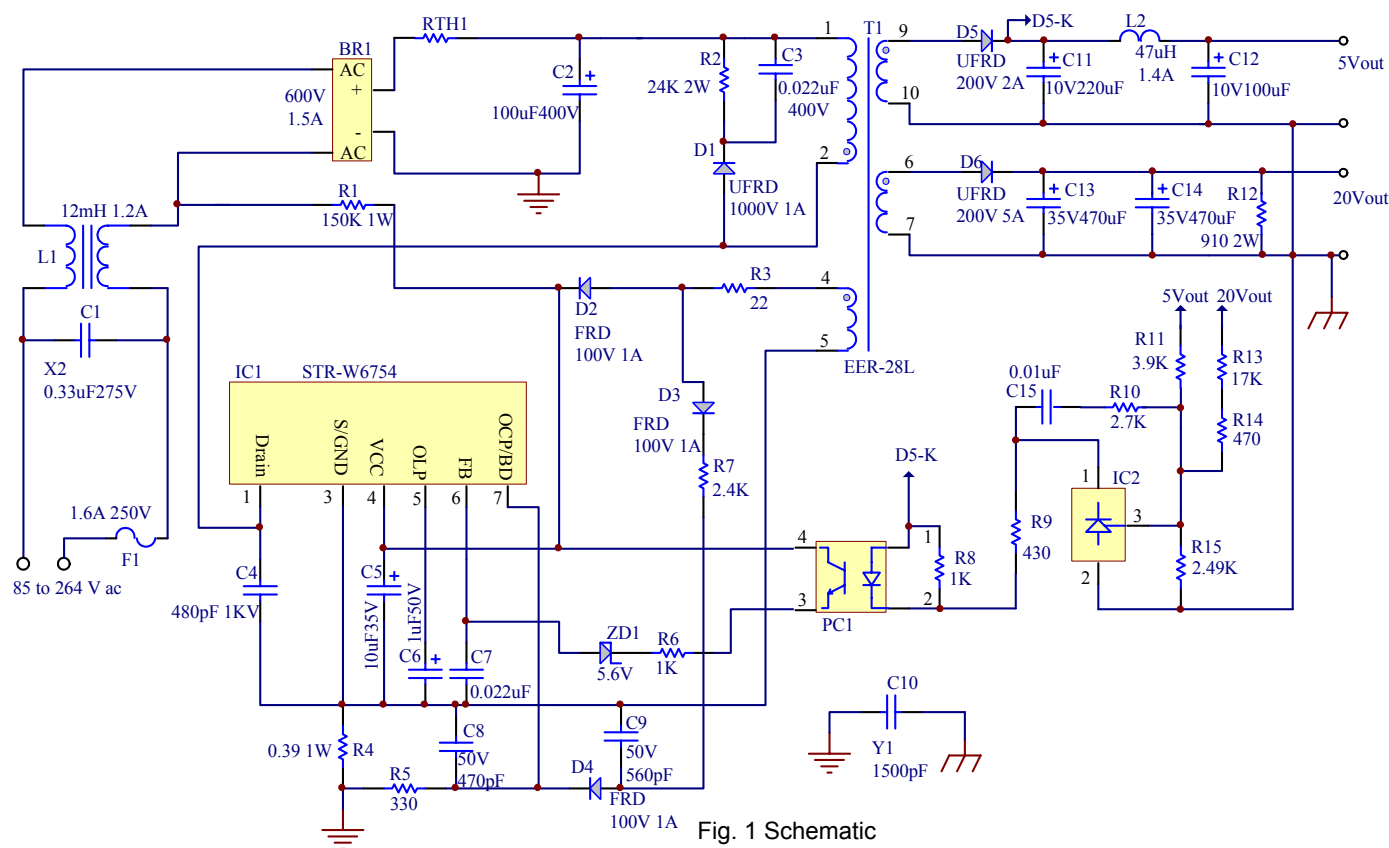 RTH1
BR1
AC
+
-
AC
600V
1.5A
C2
+
100uF400V
R2
24K 2W
C3
0.022uF
400V
D1
UFRD
1000V 1A
1
2
T1
9
10
D5
UFRD
200V 2A
D5-K
C11
+
10V220uF
L2
47uH
1.4A
C12
+
10V100uF
5Vout
6
7
D6
UFRD
200V 5A
C13
+
35V470uF
C14
+
35V470uF
R12
910 2W
20Vout
12mH 1.2A
L1
R1
150K 1W
C1
X2
0.33uF275V
1.6A 250V
F1
85 to 264 V ac
D2
FRD
100V 1A
R3
22
4
5
EER-28L
D3
FRD
100V 1A
R7
2.4K
IC1
STR-W6754
Drain
S/GND
VCC
OLP
FB
OCP/BD
1
3
4
5
6
7
C4
480pF 1KV
C5
+
10uF35V
1uF50V
C6
+
C7
0.022uF
ZD1
5.6V
R6
1K
0.39 1W
R4
R5
330
C8
50V
470pF
D4
FRD
100V 1A
C9
50V
560pF
D5-K
4
3
1
2
PC1
R8
1K
R9
430
0.01uF
C15
R10
2.7K
5Vout
20Vout
R11
3.9K
R13
17K
R14
470
IC2
1
3
2
R15
2.49K
C10
Y1
1500pF
Fig. 1 Schematic